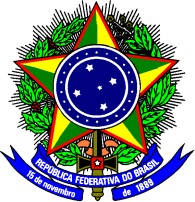 REPÚBLICA FEDERATIVA DO BRASIL
15 de novembro de 1889